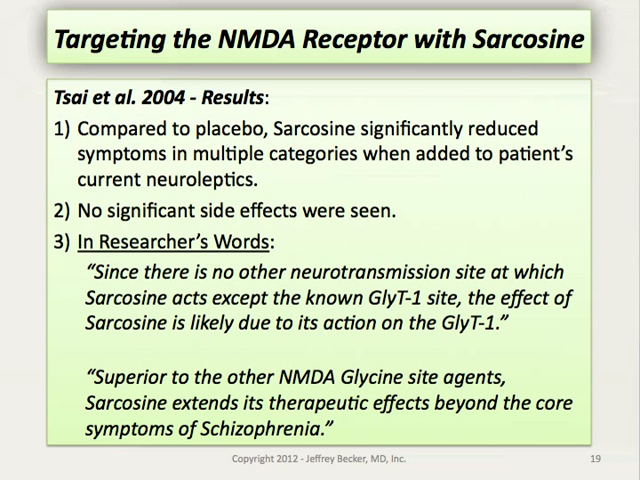 Targeting the NMDA Receptor with Sarcosine
Tsai et al. 2004 - Results:
1) Compared to placebo, Sarcosine significantly reduced
symptoms in multiple categories when added to patient's
current neuroleptics.
2) No significant side effects were seen.
3) In Researcher's Words:
“Since there is no other neurotransmission site at which
Sarcosine acts except the known GlyT-1 site, the effect of
Sarcosine is likely due to its action on the GlyT-1.”
“Superior to the other NMDA Glycine site agents,
Sarcosine extends its therapeutic effects beyond the core
symptoms of Schizophrenia.”
Copyright 2012 - Jeffrey Becker, MD, Inc.
19